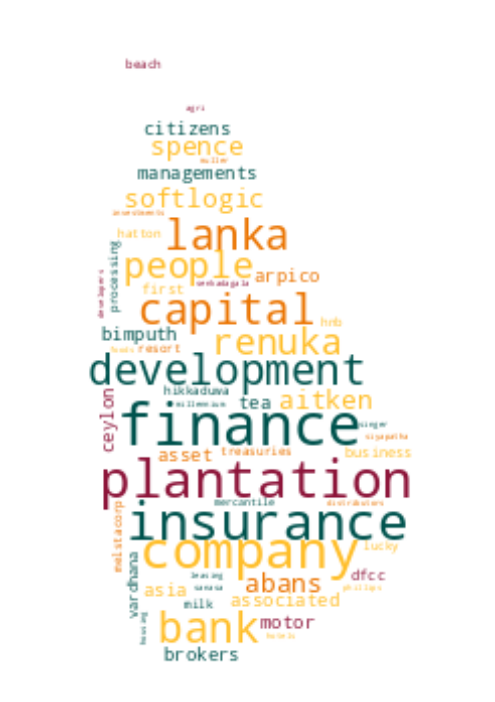 beach
agri
citizens
spence
muller
managements
softlogic
investments
hatton
lanka
processing
people
arpico
developers
first
senkadagala
capital
hnb
bimputh
renuka
foods
resort
development
hikkaduwa
millennium
tea
aitken
ceylon
finance
singer
siyapatha
asset
treasuries
business
plantation
mercantile
distributors
melstacorp
insurance
company
lucky
vardhana
leasing
dfcc
asia
sanasa
abans
phillips
milk
associated
housing
bank
motor
hotels
brokers